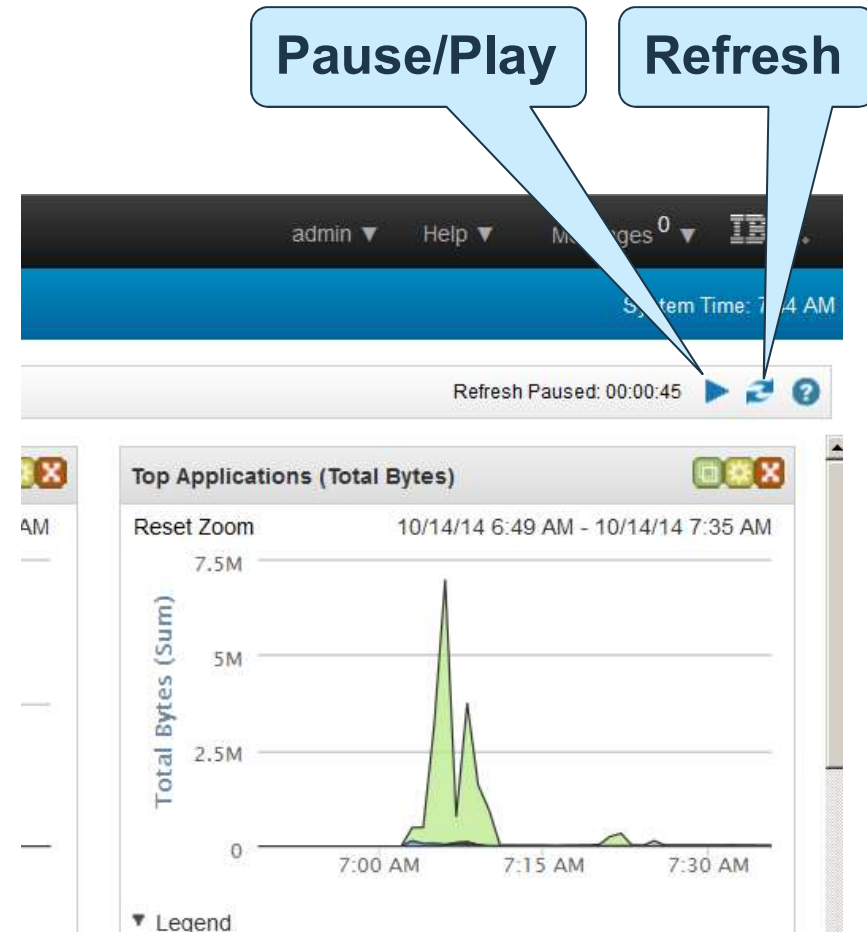 Pause/Play Refresh
admin ▼ Help ▼ 0 ▼
Time:
AM
Refresh Paused: 00:00:45
Top Applications (Total Bytes)
AM
Reset Zoom 10/14/14 6:49 AM - 10/14/14 7:35 AM
7.5M
5M
2.5M
0
Total Bytes (Sum)
7:00 AM 7:15 AM 7:30 AM
▼ Legend